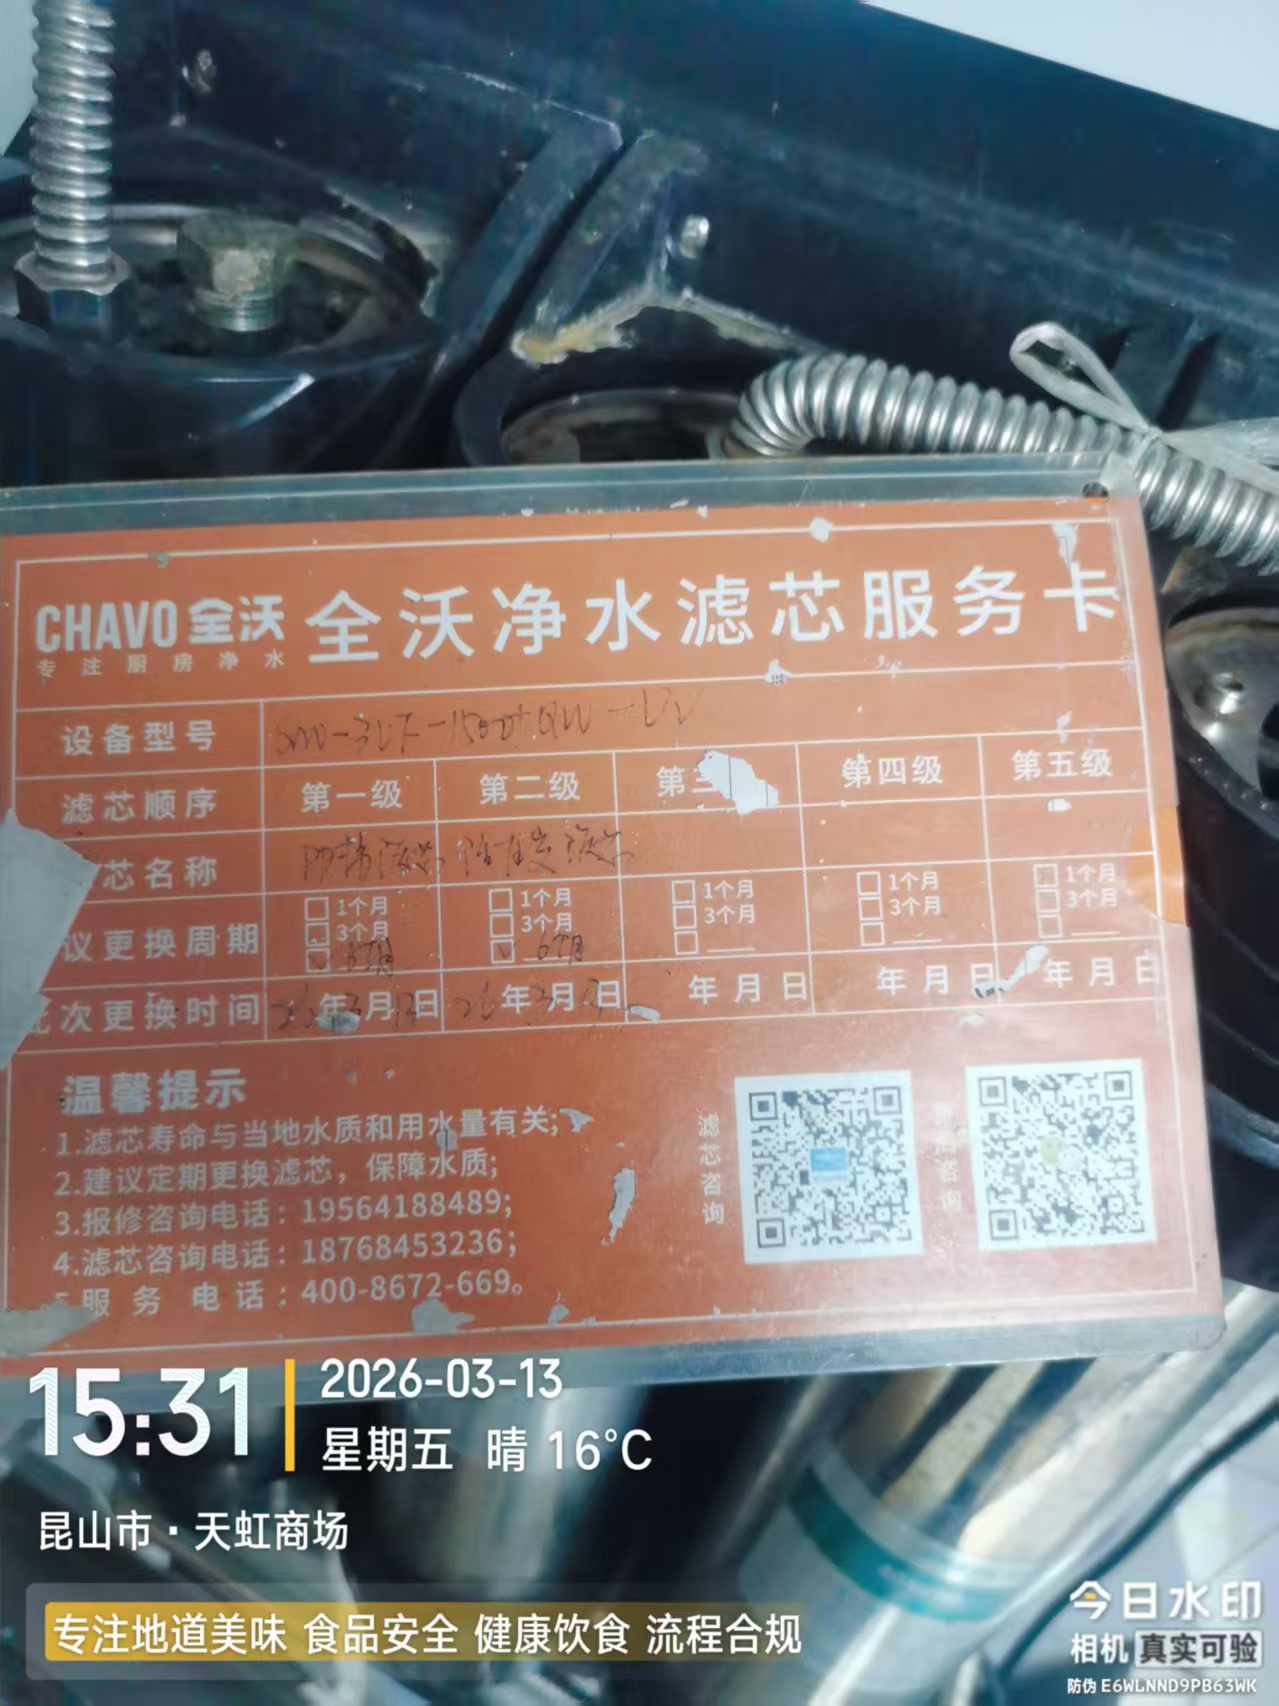 CHAVO 全沃
专注厨房净水
全沃净水滤芯服务卡
设备型号
滤芯顺序 第一级 第二级 第三 第四级 第五级
芯名称
议更换周期 1个月 1个月 1个月 1个月 1个月
3个月 3个月 3个月 3个月 3个月
6个月
次更换时间 年 月 日 26年3月 日 年 月 日 年 月 日 年 月 日
温馨提示
1.滤芯寿命与当地水质和用水量有关;
2.建议定期更换滤芯，保障水质;
3.报修咨询电话：19564188489;
4.滤芯咨询电话：18768453236;
服务电话：400-8672-669。
滤芯咨询
咨询
15:31
2026-03-13
星期五 晴 16°C
昆山市·天虹商场
专注地道美味 食品安全 健康饮食 流程合规
今日水印
相机 真实可验
防伪 E6WLNND9PB63WK